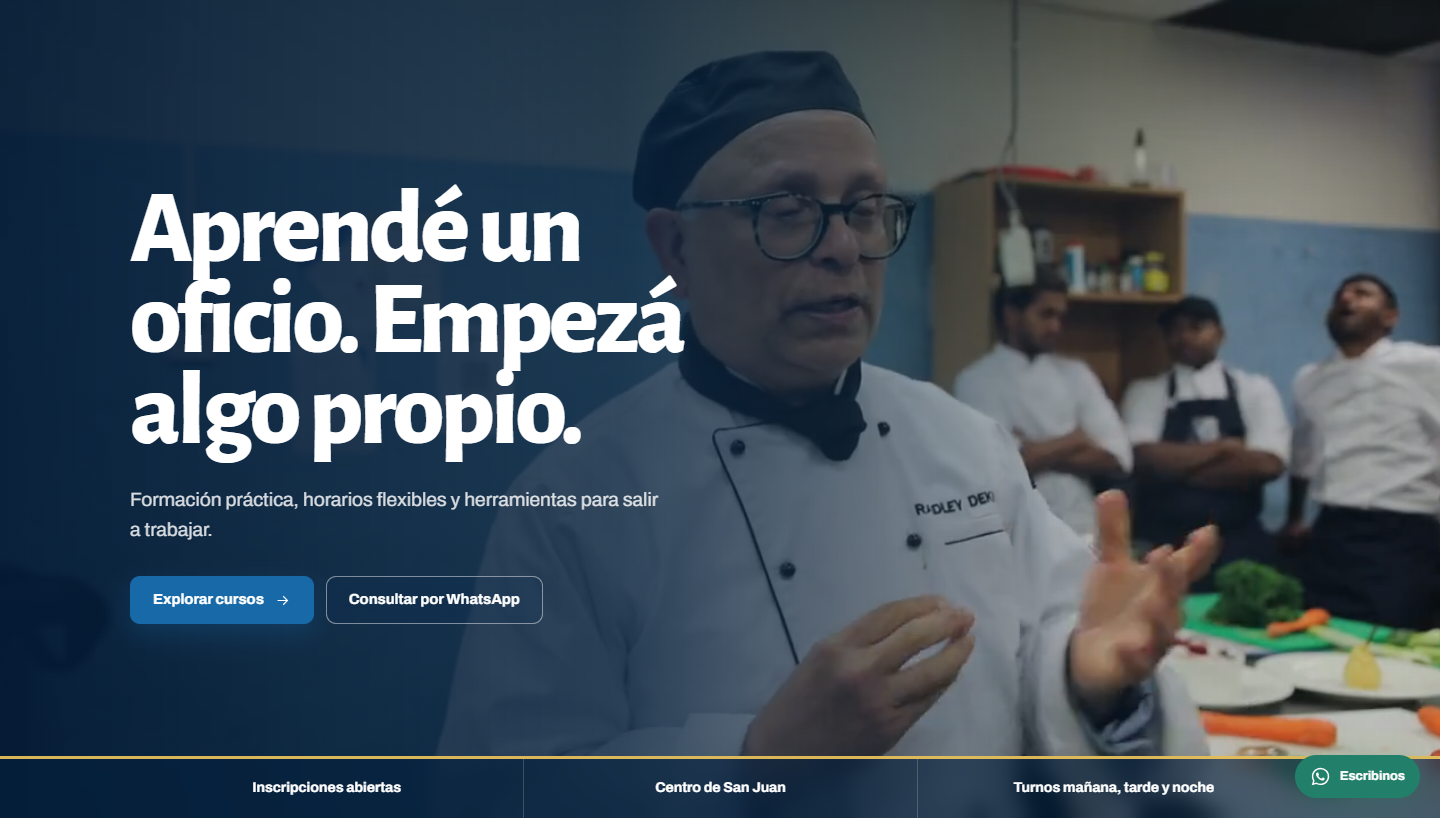 Aprendé un
oficio. Empezá
algo propio.
Formación práctica, horarios flexibles y herramientas para salir
a trabajar.
Explorar cursos →
Consultar por WhatsApp
Inscripciones abiertas
Centro de San Juan
Turnos mañana, tarde y noche
Escribinos